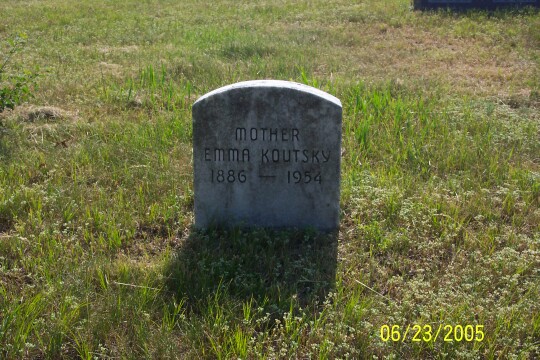 MOTHER
EMMA KOUTSKY
1886 — 1954
06/23/2005